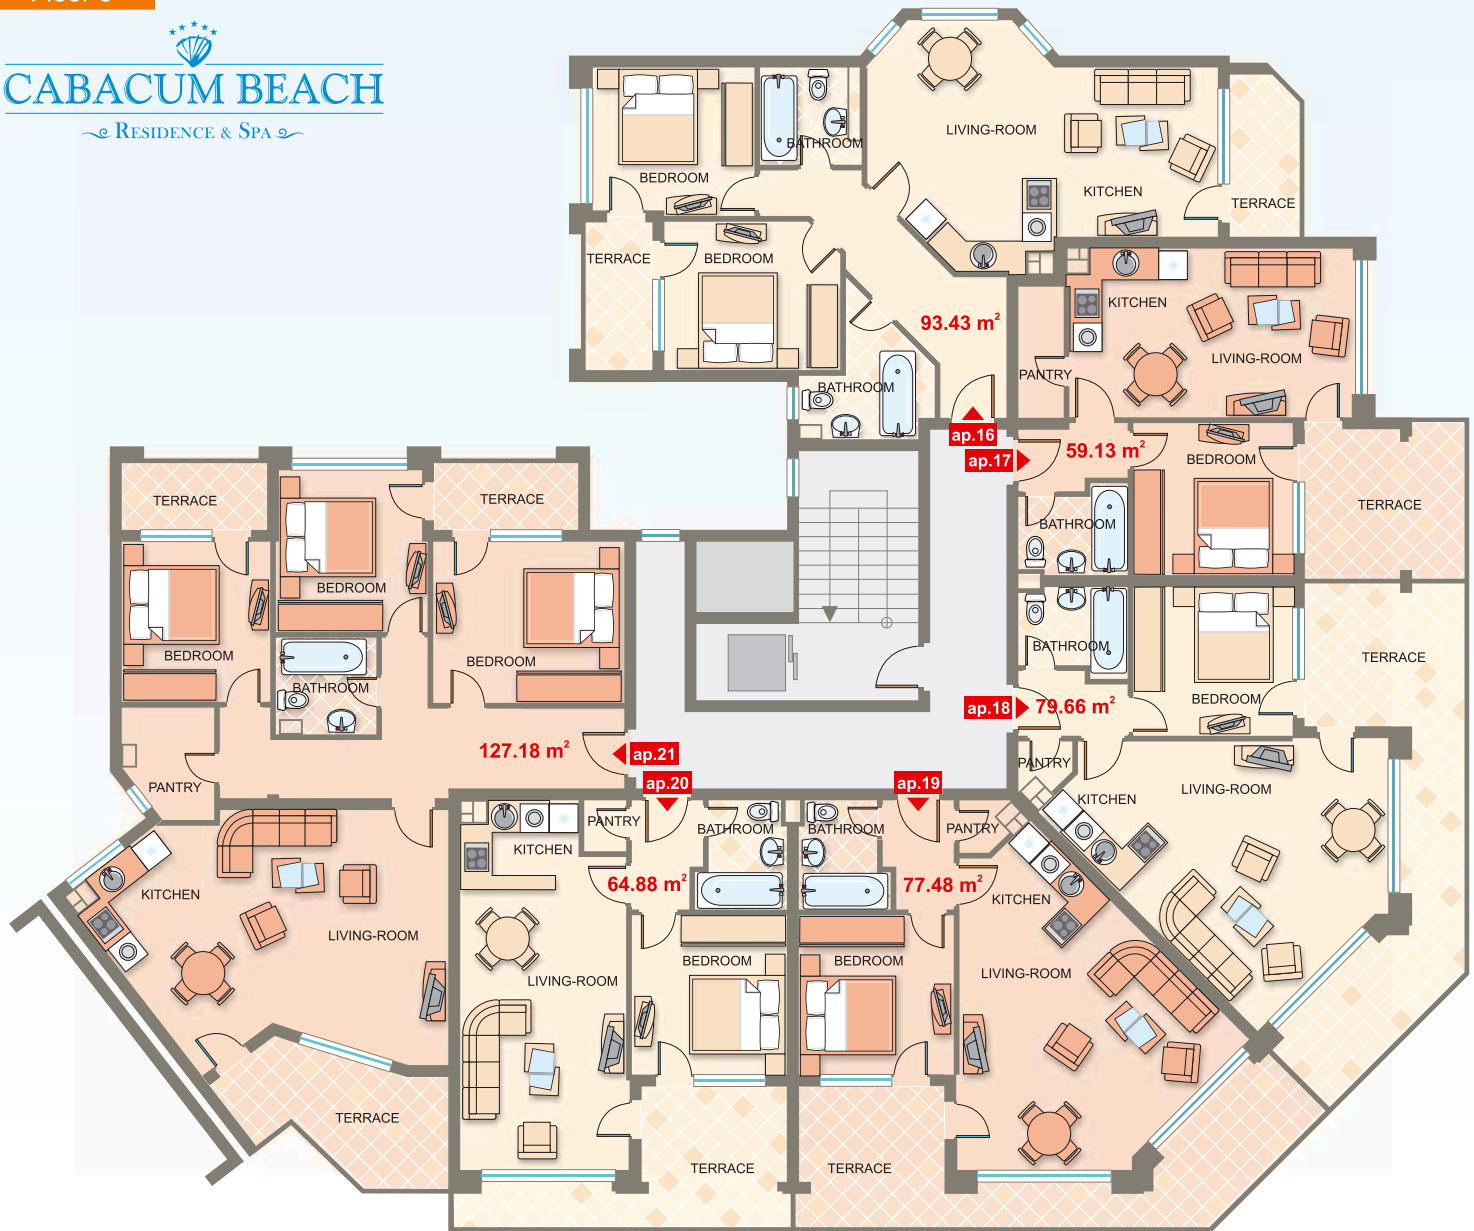 CABACUM BEACH
RESIDENCE & SPA
BEDROOM
BATHROOM
LIVING-ROOM
KITCHEN
TERRACE
TERRACE
BEDROOM
93.43 m²
BATHROOM
ap.16
KITCHEN
LIVING-ROOM
PANTRY
ap.17
59.13 m²
BEDROOM
TERRACE
BATHROOM
TERRACE
TERRACE
BEDROOM
BEDROOM
BEDROOM
BATHROOM
PANTRY
127.18 m²
ap.21
BATHROOM
TERRACE
BEDROOM
ap.18
79.66 m²
PANTRY
KITCHEN
LIVING-ROOM
ap.20
ap.19
KITCHEN
PANTRY
BATHROOM
BATHROOM
PANTRY
64.88 m²
77.48 m²
KITCHEN
KITCHEN
LIVING-ROOM
LIVING-ROOM
BEDROOM
BEDROOM
LIVING-ROOM
TERRACE
TERRACE
TERRACE